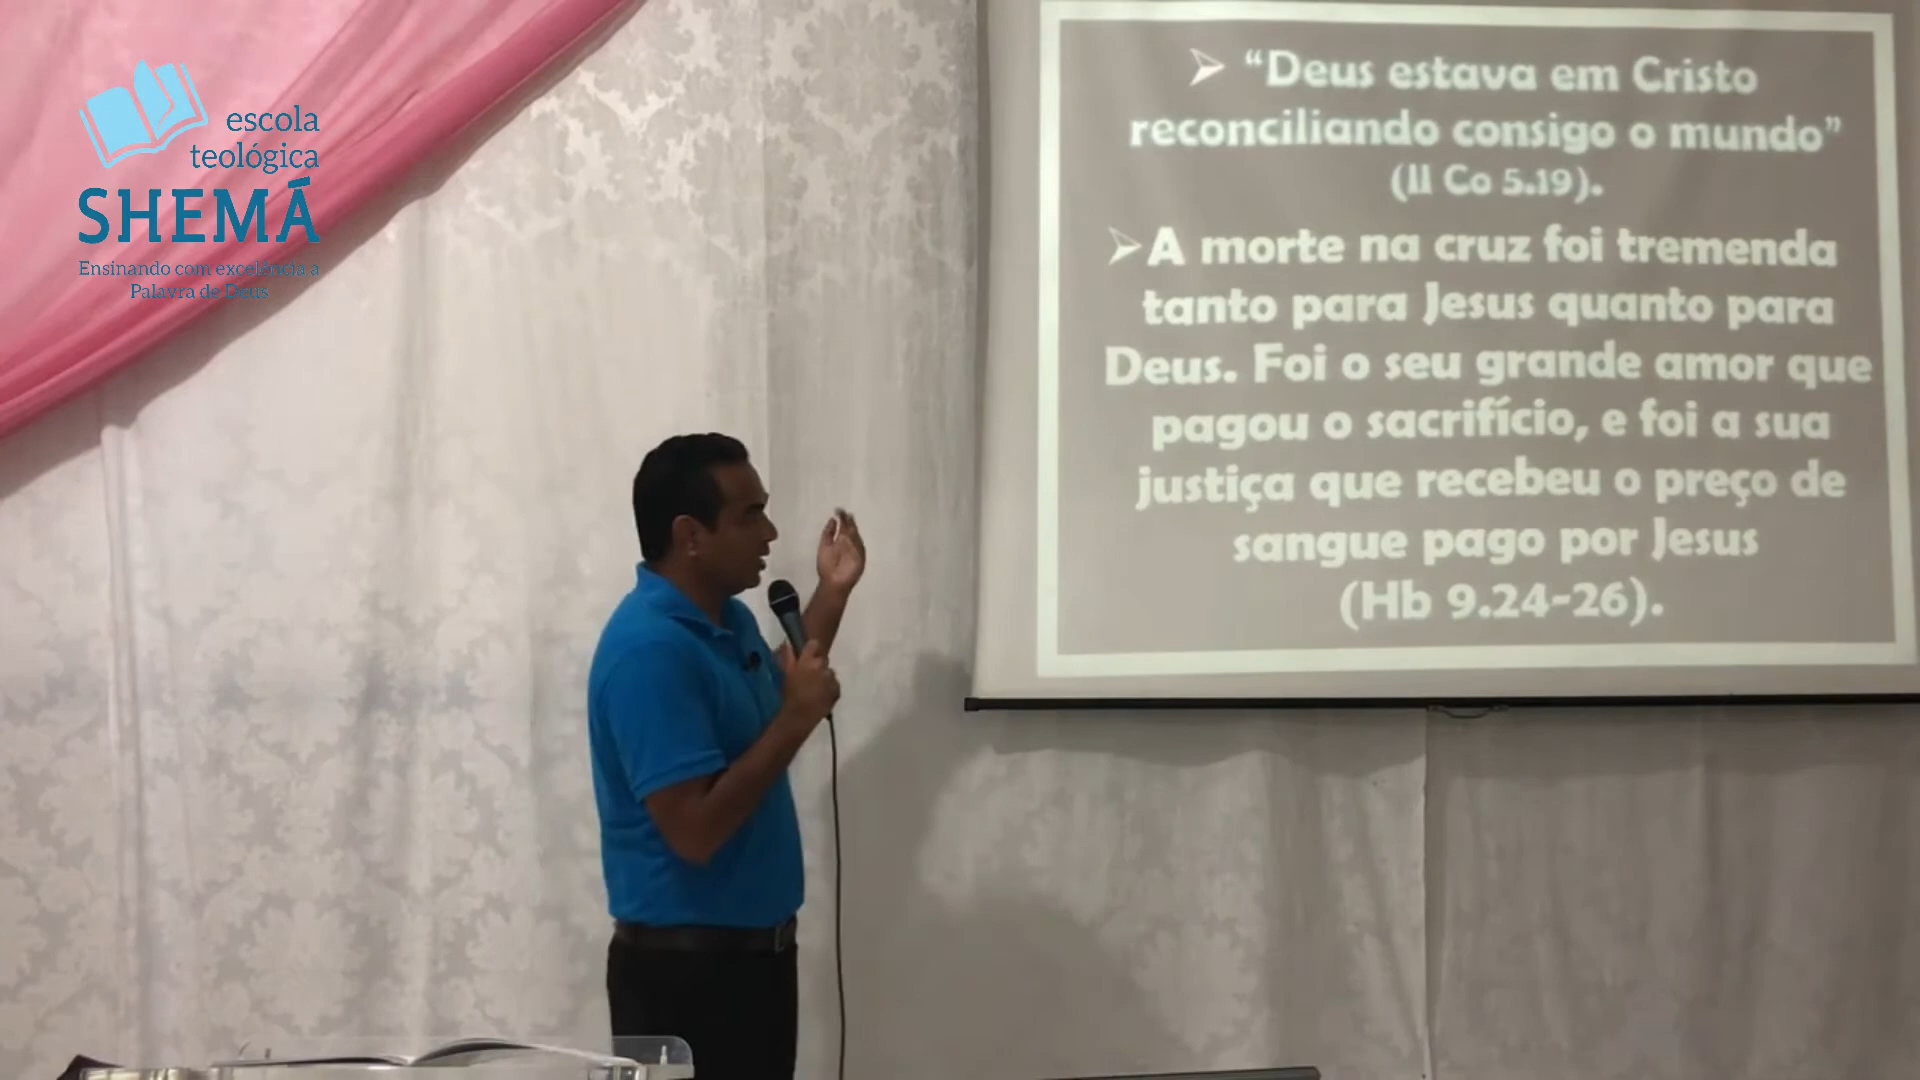 escola
teológica
SHEMÁ
Ensinando com excelência a
Palavra de Deus
“Deus estava em Cristo
reconciliando consigo o mundo”
(II Co 5.19).
A morte na cruz foi tremenda
tanto para Jesus quanto para
Deus. Foi o seu grande amor que
pagou o sacrifício, e foi a sua
justiça que recebeu o preço de
sangue pago por Jesus
(Hb 9.24-26).